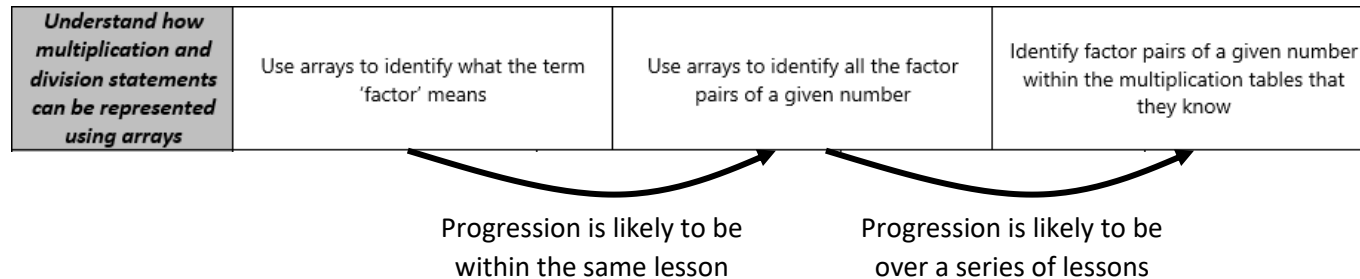 Understand how
multiplication and
division statements
can be represented
using arrays
Use arrays to identify what the term
'factor' means
Use arrays to identify all the factor
pairs of a given number
Identify factor pairs of a given number
within the multiplication tables that
they know
Progression is likely to be
within the same lesson
Progression is likely to be
over a series of lessons